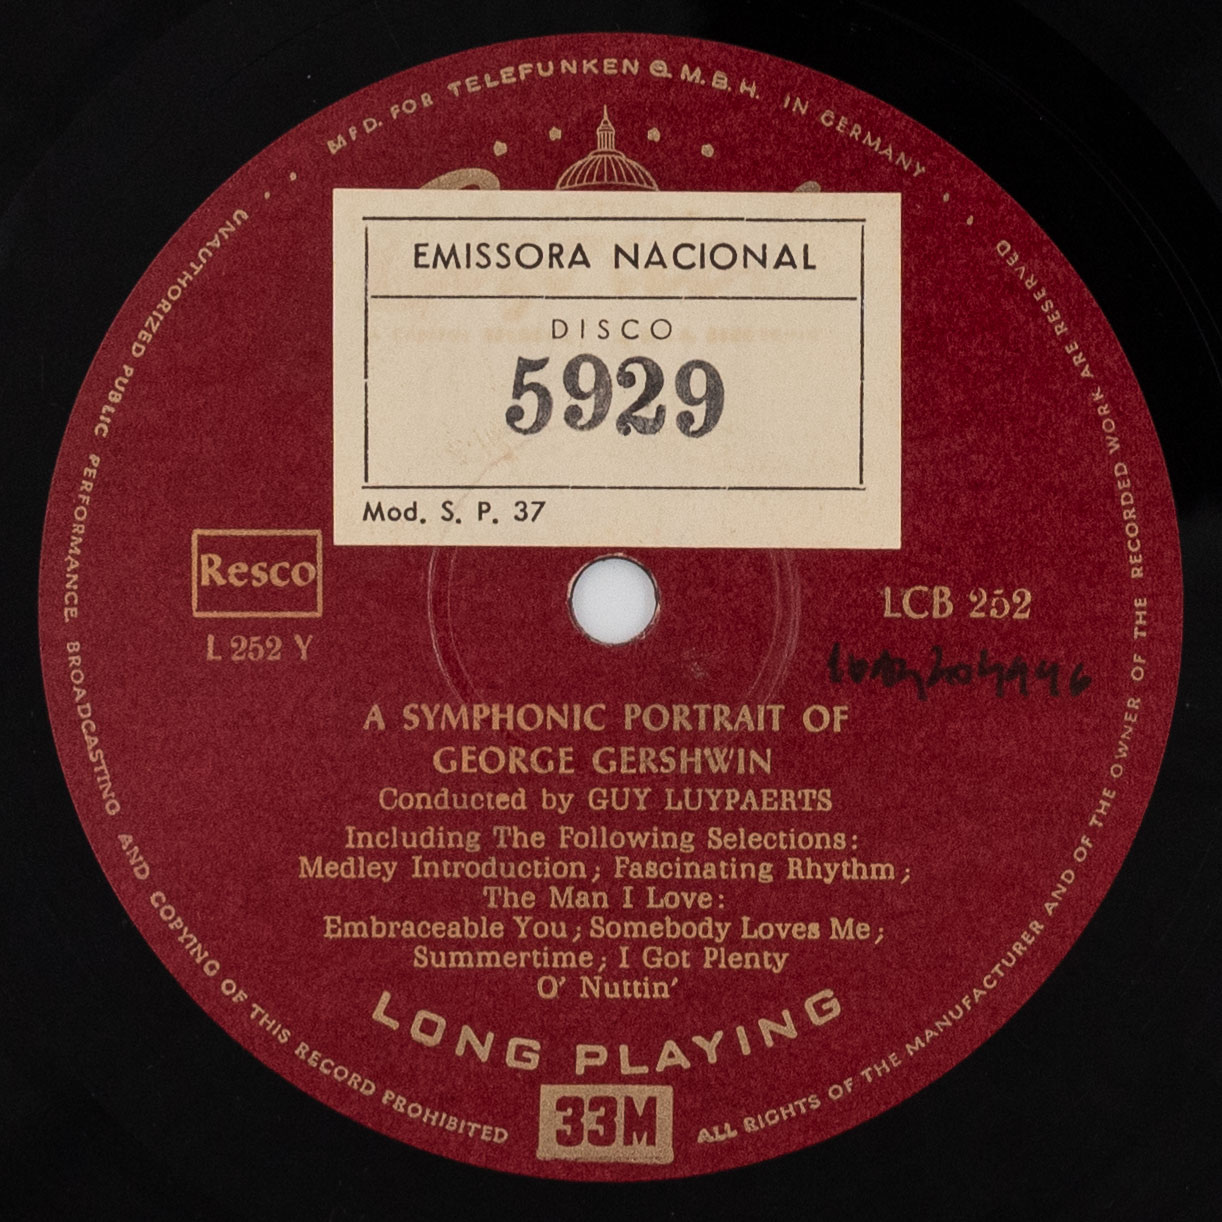 MFD. FOR TELEFUNKEN G.M.B.H. IN GERMANY
ALL RIGHTS OF THE MANUFACTURER AND OF THE OWNER OF THE RECORDED WORK ARE RESERVED
UNAUTHORIZED PUBLIC PERFORMANCE. BROADCASTING AND COPYING OF THIS RECORD PROHIBITED
EMISSORA NACIONAL
DISCO
5929
Mod. S. P. 37
Resco
L 252 Y
LCB 252
A SYMPHONIC PORTRAIT OF
GEORGE GERSHWIN
Conducted by GUY LUYPAERTS
Including The Following Selections:
Medley Introduction; Fascinating Rhythm;
The Man I Love:
Embraceable You; Somebody Loves Me;
Summertime; I Got Plenty
O' Nuttin'
LONG PLAYING
33M